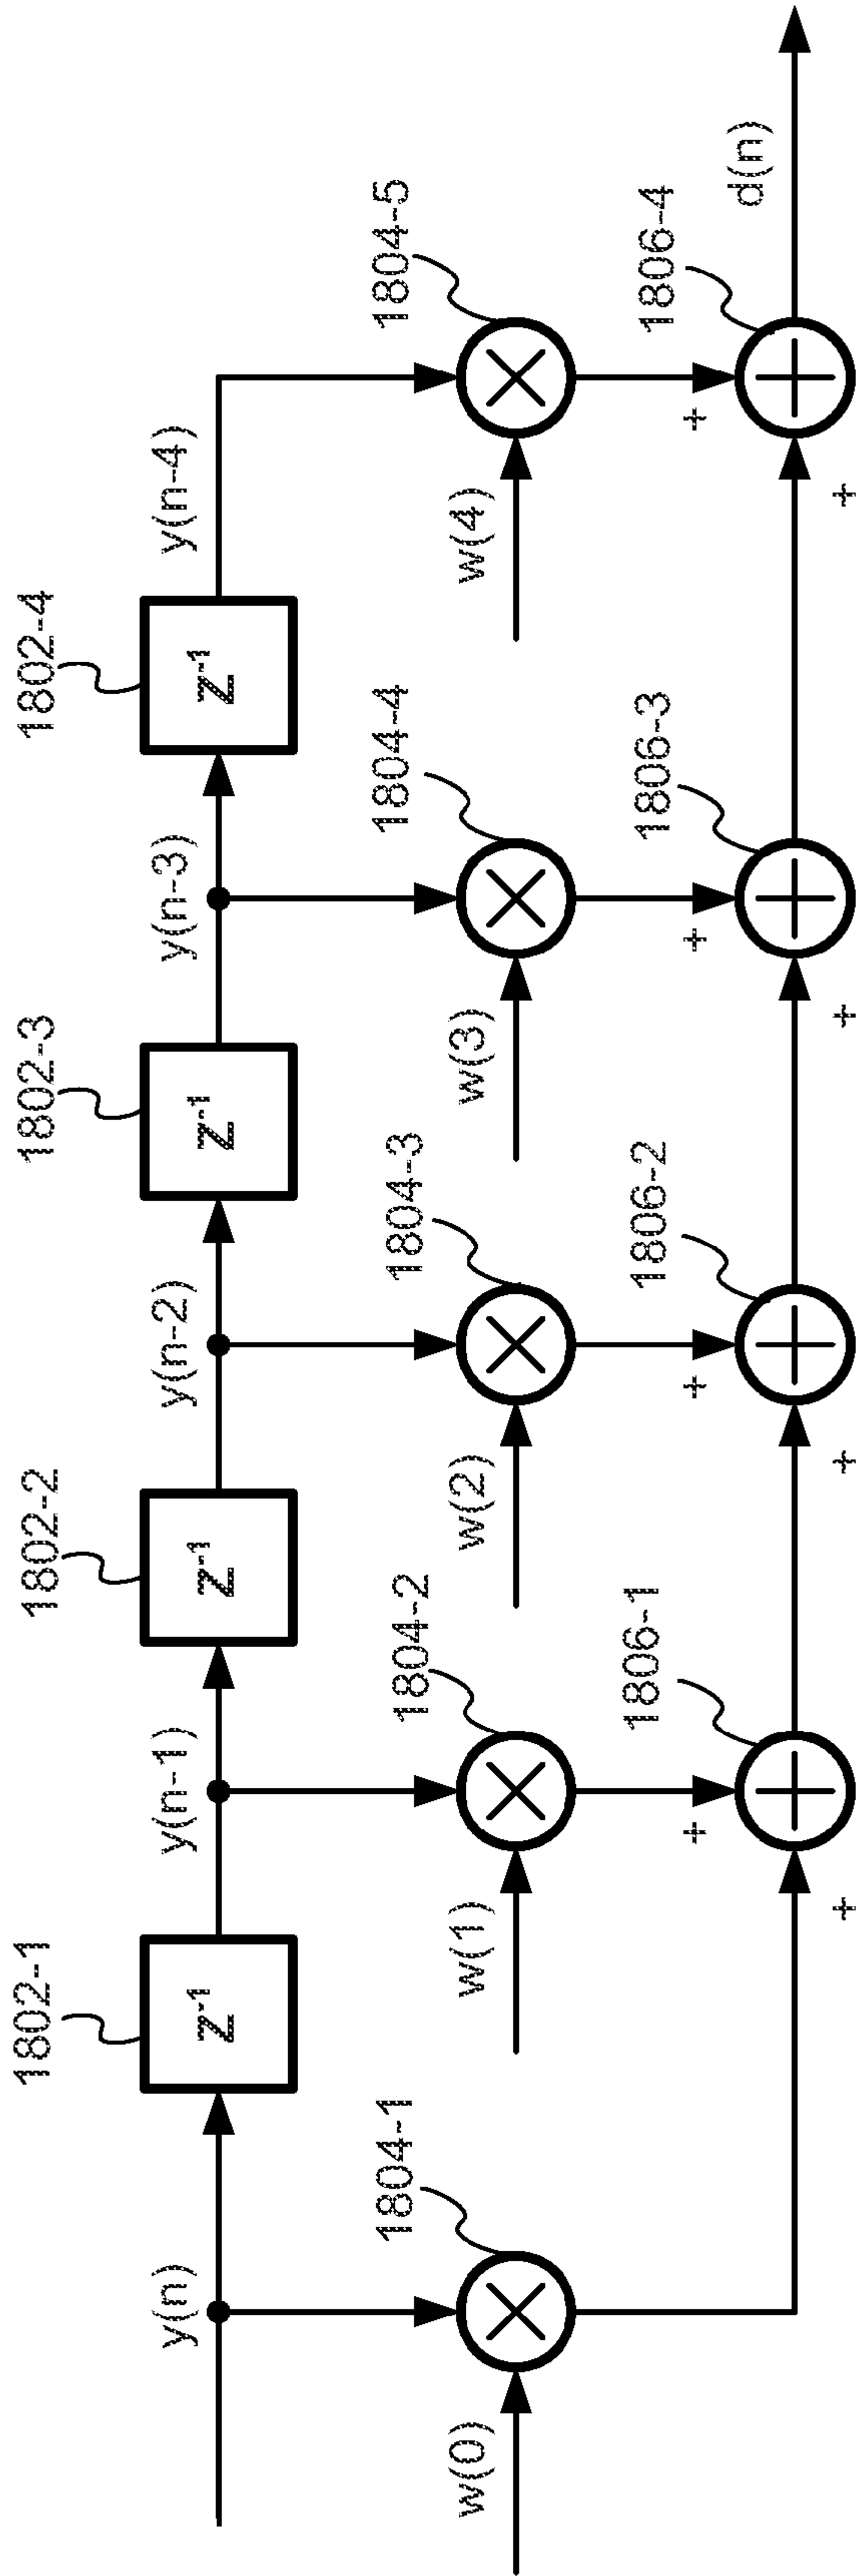 1802-1
1802-2
1802-3
1802-4
y(n)
y(n-1)
y(n-2)
y(n-3)
y(n-4)
Z-1
Z-1
Z-1
Z-1
1804-1
1804-2
1804-3
1804-4
1804-5
w(0)
w(1)
w(2)
w(3)
w(4)
1806-1
1806-2
1806-3
1806-4
d(n)
+
+
+
+
+
+
+
+